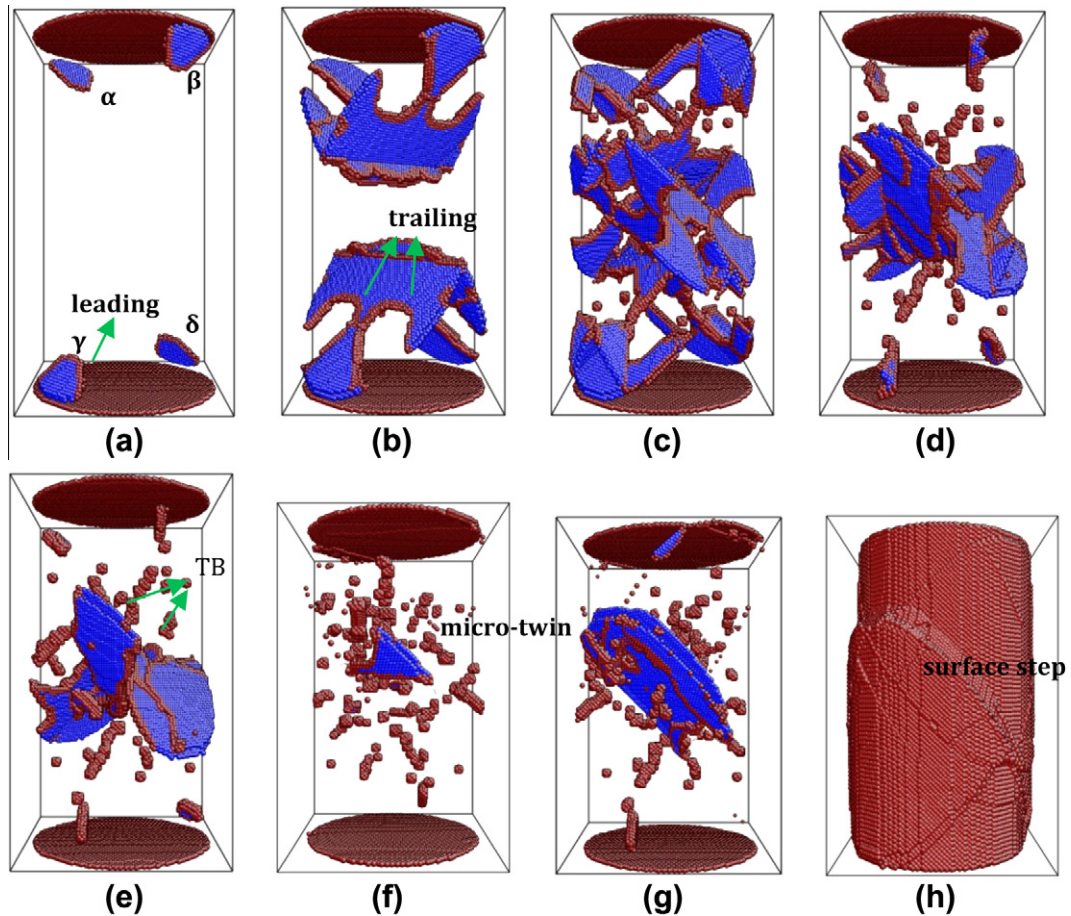 α
β
leading
γ
δ
(a)
trailing
(b)
(c)
(d)
TB
(e)
micro-twin
(f)
(g)
surface step
(h)